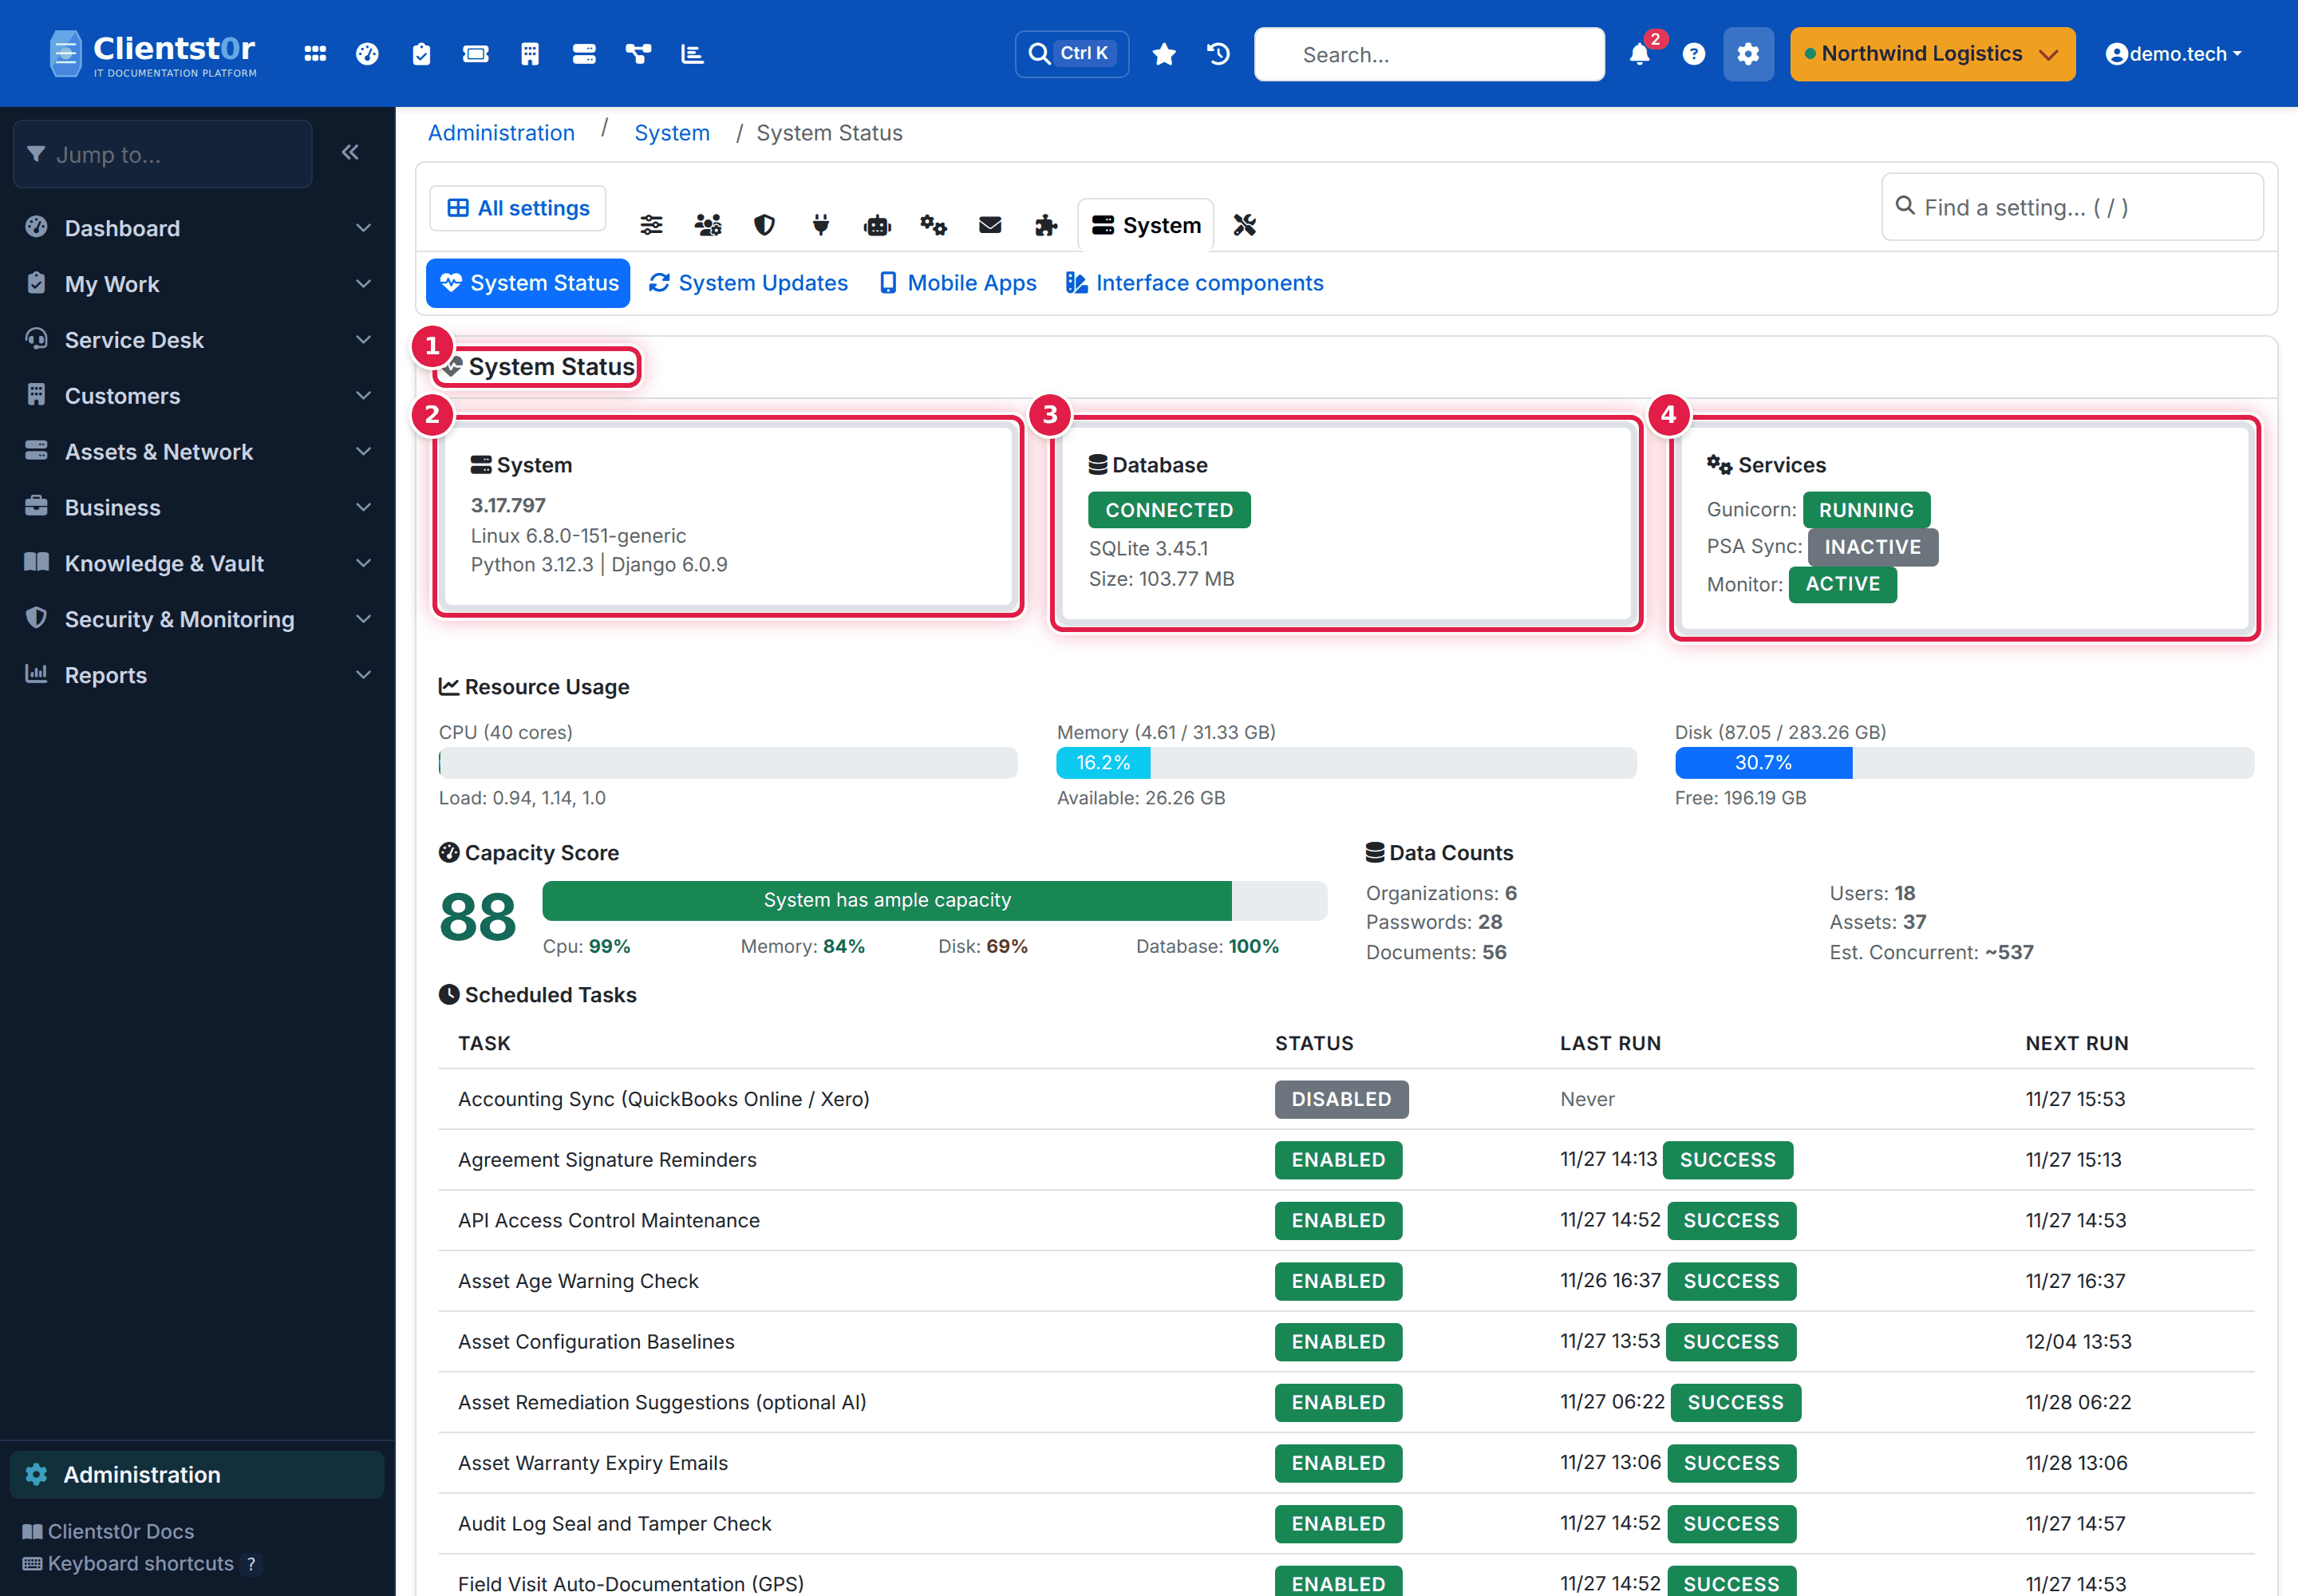 Clientst0r
IT DOCUMENTATION PLATFORM
Ctrl K
Search...
2
?
Northwind Logistics
demo.tech
Jump to...
Dashboard
My Work
Service Desk
Customers
Assets & Network
Business
Knowledge & Vault
Security & Monitoring
Reports
Administration
Clientst0r Docs
Keyboard shortcuts ?
Administration / System / System Status
All settings
System
Find a setting... ( / )
System Status
System Updates
Mobile Apps
Interface components
1
System Status
2
System
3.17.797
Linux 6.8.0-151-generic
Python 3.12.3 | Django 6.0.9
3
Database
CONNECTED
SQLite 3.45.1
Size: 103.77 MB
4
Services
Gunicorn: RUNNING
PSA Sync: INACTIVE
Monitor: ACTIVE
Resource Usage
CPU (40 cores)
Load: 0.94, 1.14, 1.0
Memory (4.61 / 31.33 GB)
16.2%
Available: 26.26 GB
Disk (87.05 / 283.26 GB)
30.7%
Free: 196.19 GB
Capacity Score
88
System has ample capacity
Cpu: 99% Memory: 84% Disk: 69% Database: 100%
Data Counts
Organizations: 6
Passwords: 28
Documents: 56
Users: 18
Assets: 37
Est. Concurrent: ~537
Scheduled Tasks
TASK STATUS LAST RUN NEXT RUN
Accounting Sync (QuickBooks Online / Xero) DISABLED Never 11/27 15:53
Agreement Signature Reminders ENABLED 11/27 14:13 SUCCESS 11/27 15:13
API Access Control Maintenance ENABLED 11/27 14:52 SUCCESS 11/27 14:53
Asset Age Warning Check ENABLED 11/26 16:37 SUCCESS 11/27 16:37
Asset Configuration Baselines ENABLED 11/27 13:53 SUCCESS 12/04 13:53
Asset Remediation Suggestions (optional AI) ENABLED 11/27 06:22 SUCCESS 11/28 06:22
Asset Warranty Expiry Emails ENABLED 11/27 13:06 SUCCESS 11/28 13:06
Audit Log Seal and Tamper Check ENABLED 11/27 14:52 SUCCESS 11/27 14:57
Field Visit Auto-Documentation (GPS) ENABLED 11/27 14:52 SUCCESS 11/27 14:53